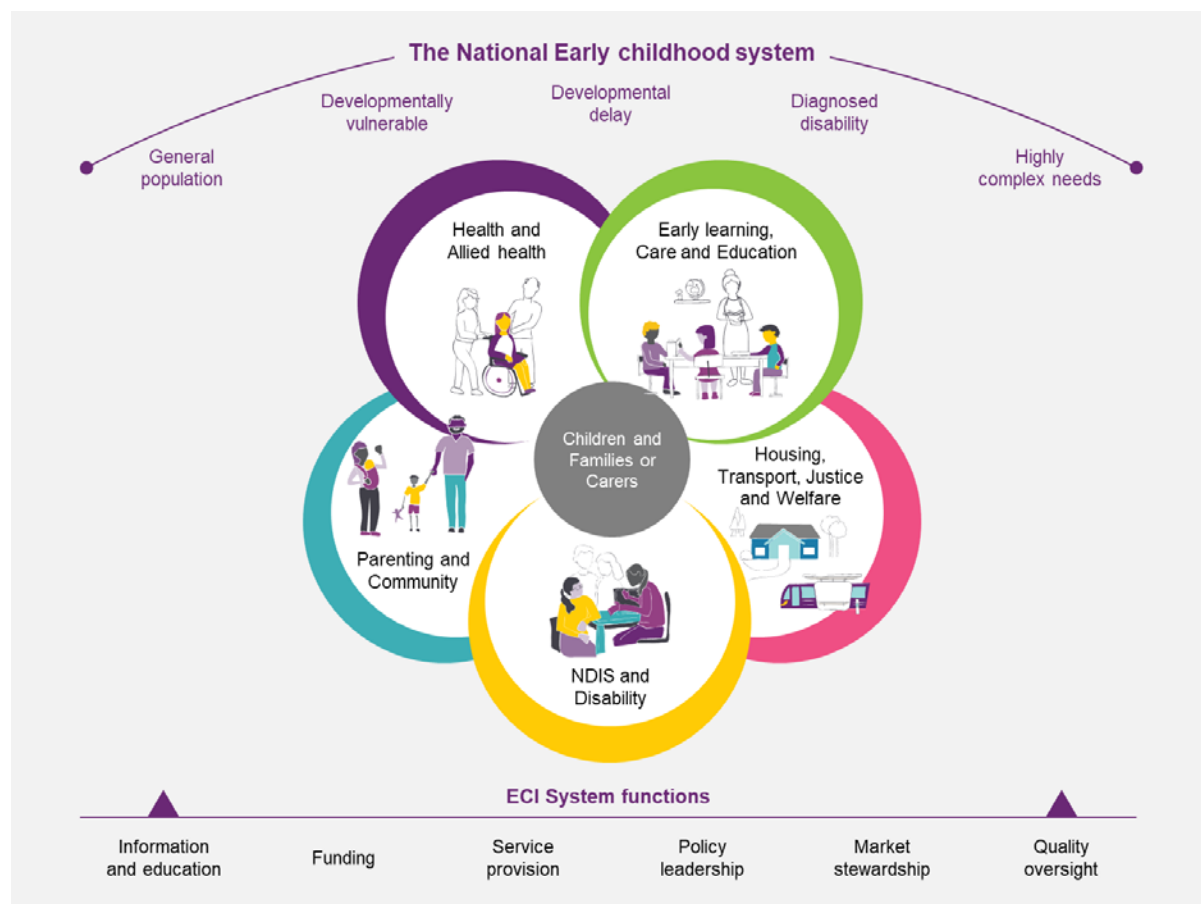 The National Early childhood system
General
population
Developmentally
vulnerable
Developmental
delay
Diagnosed
disability
Highly
complex needs
Health and
Allied health
Early learning,
Care and Education
Children and
Families or
Carers
Housing,
Transport, Justice
and Welfare
Parenting and
Community
NDIS and
Disability
ECI System functions
Information
and education
Funding
Service
provision
Policy
leadership
Market
stewardship
Quality
oversight